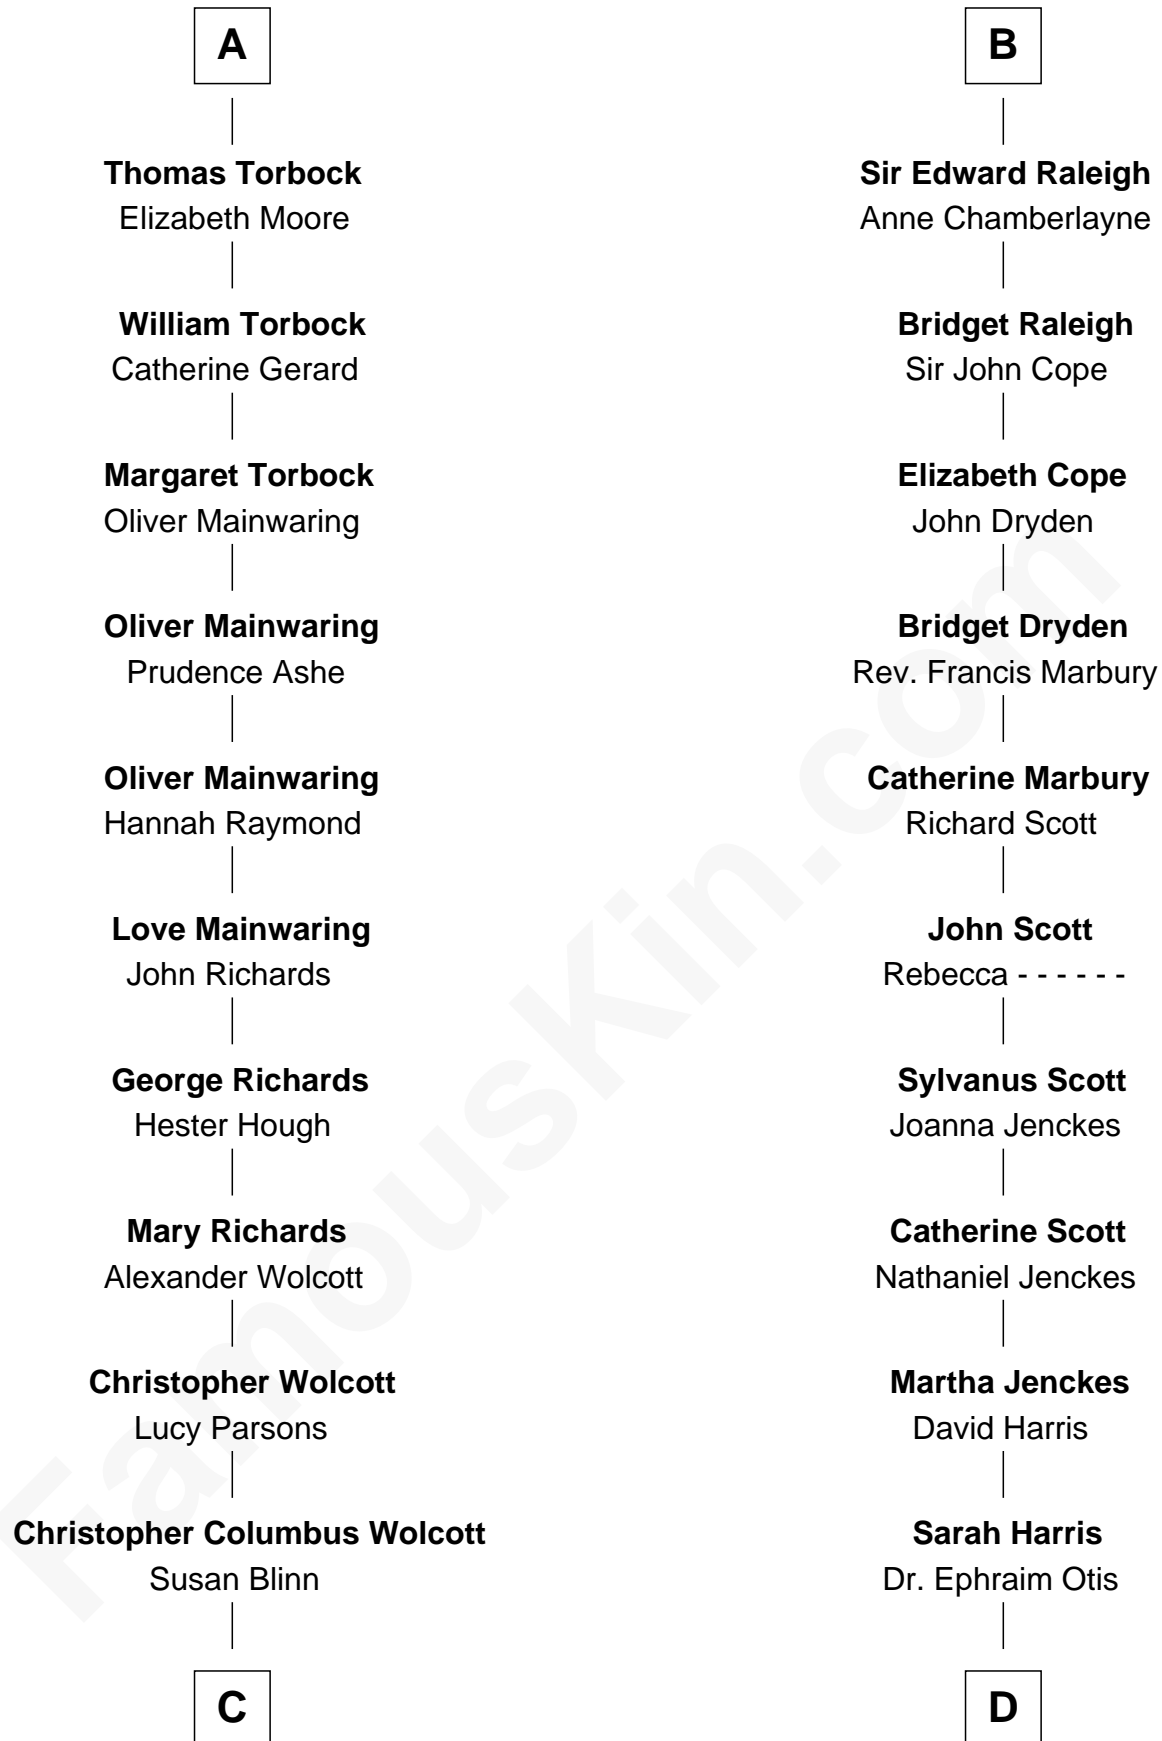 A
Thomas Torbock
Elizabeth Moore
William Torbock
Catherine Gerard
Margaret Torbock
Oliver Mainwaring
Oliver Mainwaring
Prudence Ashe
Oliver Mainwaring
Hannah Raymond
Love Mainwaring
John Richards
George Richards
Hester Hough
Mary Richards
Alexander Wolcott
Christopher Wolcott
Lucy Parsons
Christopher Columbus Wolcott
Susan Blinn
C
B
Sir Edward Raleigh
Anne Chamberlayne
Bridget Raleigh
Sir John Cope
Elizabeth Cope
John Dryden
Bridget Dryden
Rev. Francis Marbury
Catherine Marbury
Richard Scott
John Scott
Rebecca - - - - - -
Sylvanus Scott
Joanna Jenckes
Catherine Scott
Nathaniel Jenckes
Martha Jenckes
David Harris
Sarah Harris
Dr. Ephraim Otis
D
FamousKin.com